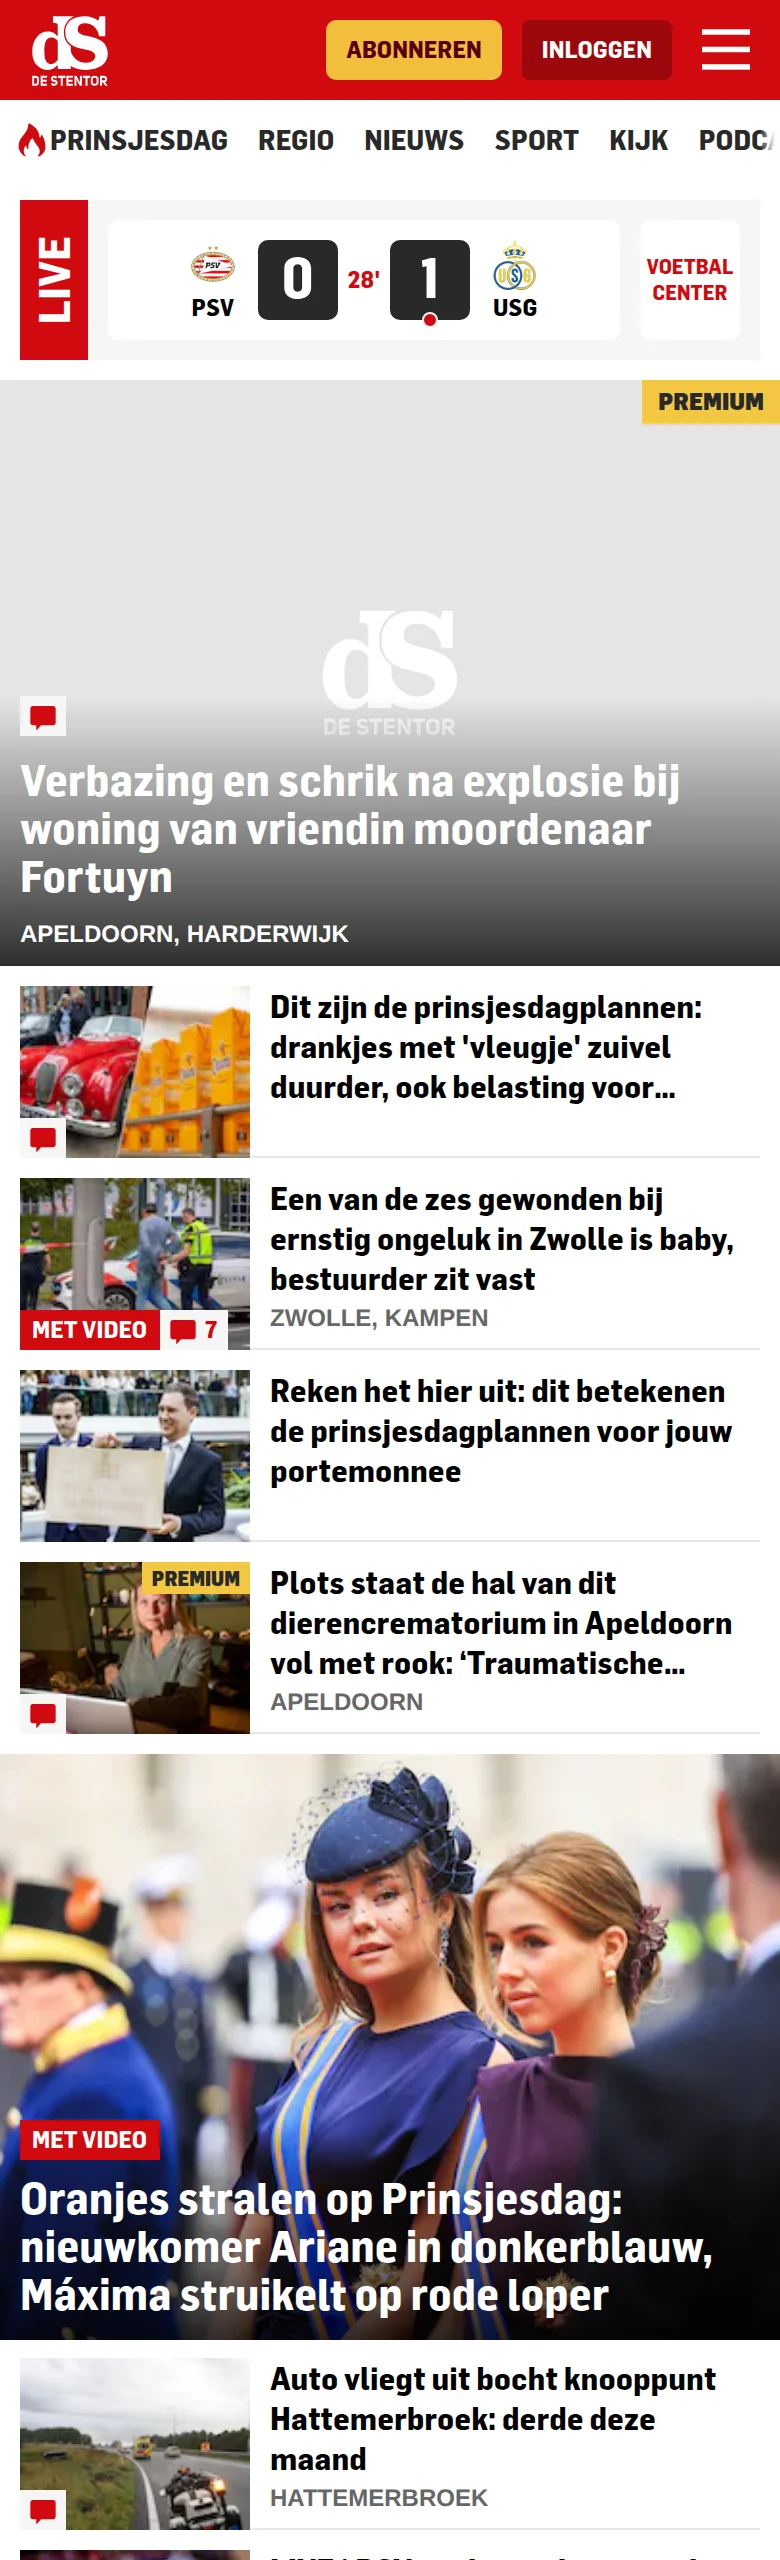 dS
DE STENTOR
ABONNEREN
INLOGGEN
PRINSJESDAG REGIO NIEUWS SPORT KIJK
LIVE
PSV
0
28'
1
USG
PSV
USG
VOETBAL
CENTER
PREMIUM
dS
DE STENTOR
Verbazing en schrik na explosie bij
woning van vriendin moordenaar
Fortuyn
APELDOORN, HARDERWIJK
Dit zijn de prinsjesdagplannen:
drankjes met 'vleugje' zuivel
duurder, ook belasting voor...
Een van de zes gewonden bij
ernstig ongeluk in Zwolle is baby,
bestuurder zit vast
ZWOLLE, KAMPEN
MET VIDEO
7
Reken het hier uit: dit betekenen
de prinsjesdagplannen voor jouw
portemonnee
PREMIUM
Plots staat de hal van dit
dierencrematorium in Apeldoorn
vol met rook: ‘Traumatische...
APELDOORN
MET VIDEO
Oranjes stralen op Prinsjesdag:
nieuwkomer Ariane in donkerblauw,
Máxima struikelt op rode loper
Auto vliegt uit bocht knooppunt
Hattemerbroek: derde deze
maand
HATTEMERBROEK